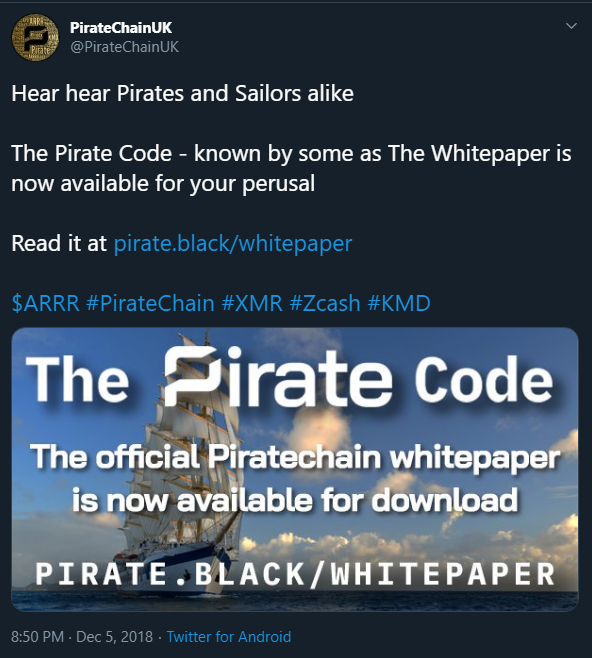 PirateChainUK
@PirateChainUK
Hear hear Pirates and Sailors alike
The Pirate Code - known by some as The Whitepaper is
now available for your perusal
Read it at pirate.black/whitepaper
$ARRR #PirateChain #XMR #Zcash #KMD
The Pirate Code
The official Piratechain whitepaper
is now available for download
PIRATE.BLACK/WHITEPAPER
8:50 PM · Dec 5, 2018 · Twitter for Android